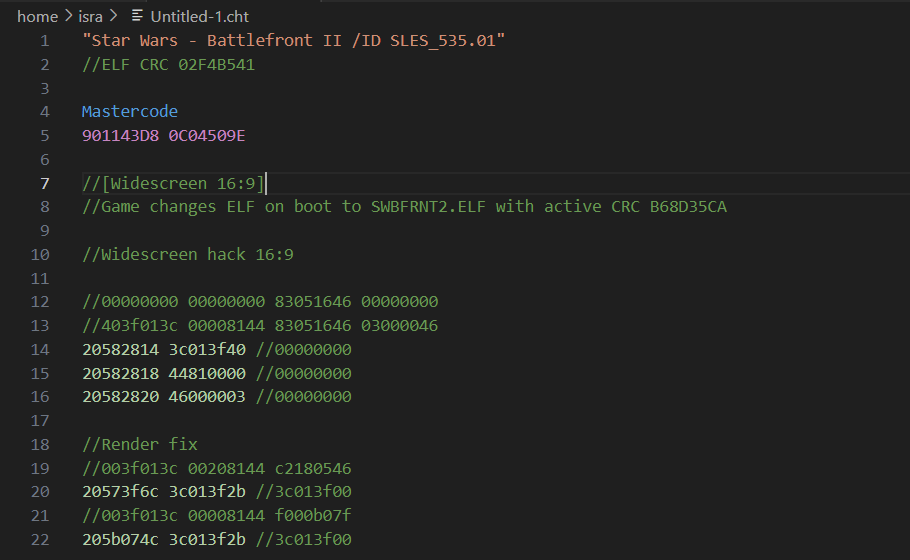 home > isra > Untitled-1.cht
1 "Star Wars - Battlefront II /ID SLES_535.01"
2 //ELF CRC 02F4B541
3
4 Mastercode
5 901143D8 0C04509E
6
7 //[Widescreen 16:9]
8 //Game changes ELF on boot to SWBFRNT2.ELF with active CRC B68D35CA
9
10 //Widescreen hack 16:9
11
12 //00000000 00000000 83051646 00000000
13 //403f013c 00008144 83051646 03000046
14 20582814 3c013f40 //00000000
15 20582818 44810000 //00000000
16 20582820 46000003 //00000000
17
18 //Render fix
19 //003f013c 00208144 c2180546
20 20573f6c 3c013f2b //3c013f00
21 //003f013c 00008144 f000b07f
22 205b074c 3c013f2b //3c013f00